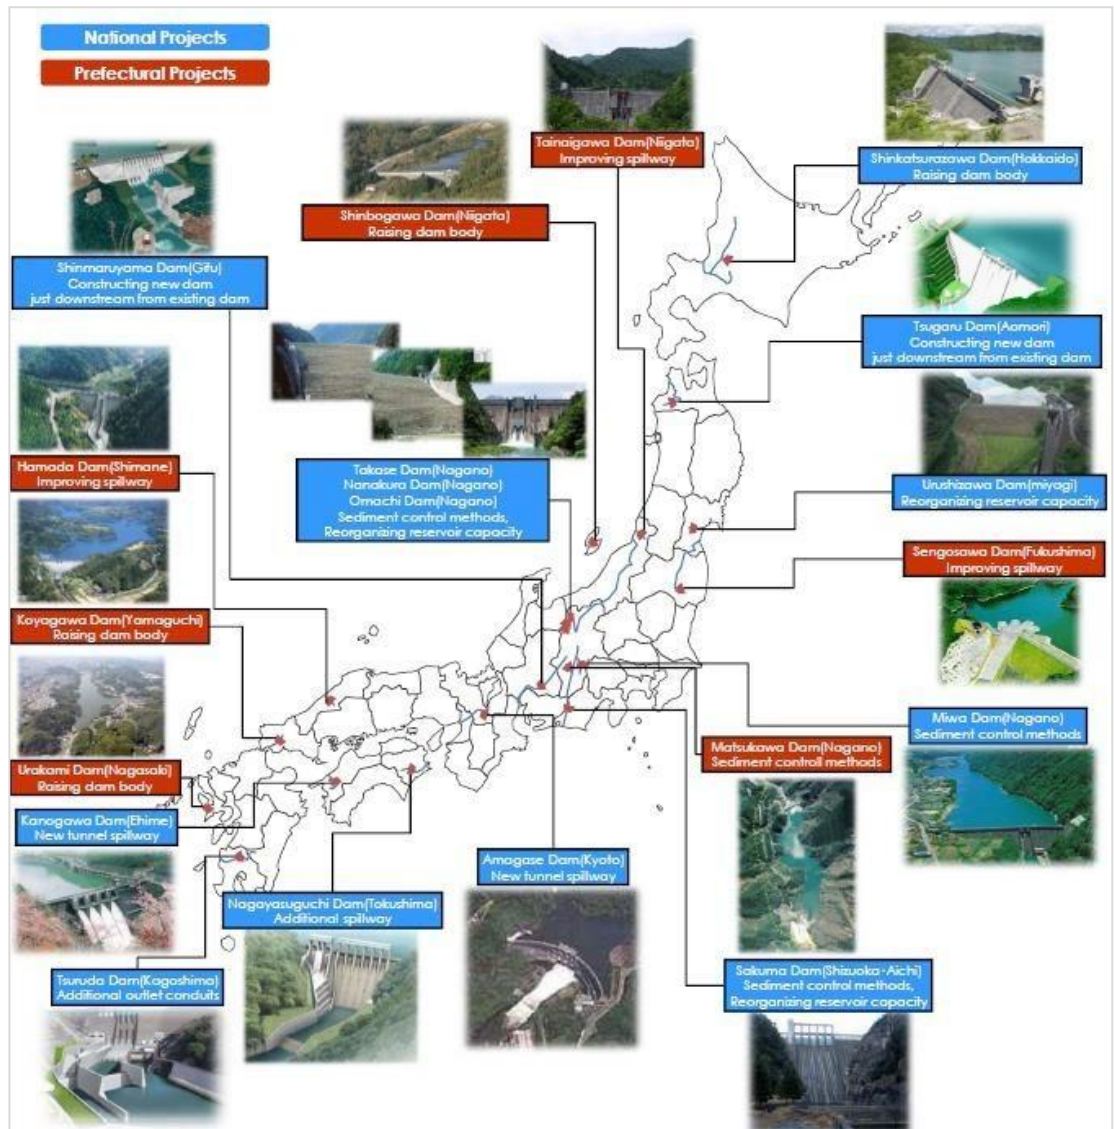 National Projects
Prefectural Projects
Tainaigawa Dam(Niigata)
Improving spillway
Shinkatsurazawa Dam(Hokkaido)
Raising dam body
Shinbogawa Dam(Niigata)
Raising dam body
Shinmaruyama Dam(Gifu)
Constructing new dam
just downstream from existing dam
Tsugaru Dam(Aomori)
Constructing new dam
just downstream from existing dam
Hamada Dam(Shimane)
Improving spillway
Takase Dam(Nagano)
Nanakura Dam(Nagano)
Omachi Dam(Nagano)
Sediment control methods,
Reorganizing reservoir capacity
Urushizawa Dam(miyagi)
Reorganizing reservoir capacity
Sengosawa Dam(Fukushima)
Improving spillway
Koyagawa Dam(Yamaguchi)
Raising dam body
Miwa Dam(Nagano)
Sediment control methods
Matsukawa Dam(Nagano)
Sediment controll methods
Urakami Dam(Nagasaki)
Raising dam body
Kanogawa Dam(Ehime)
New tunnel spillway
Amagase Dam(Kyoto)
New tunnel spillway
Nagayasuguchi Dam(Tokushima)
Additional spillway
Tsuruda Dam(Kagoshima)
Additional outlet conduits
Sakuma Dam(Shizuoka-Aichi)
Sediment control methods,
Reorganizing reservoir capacity